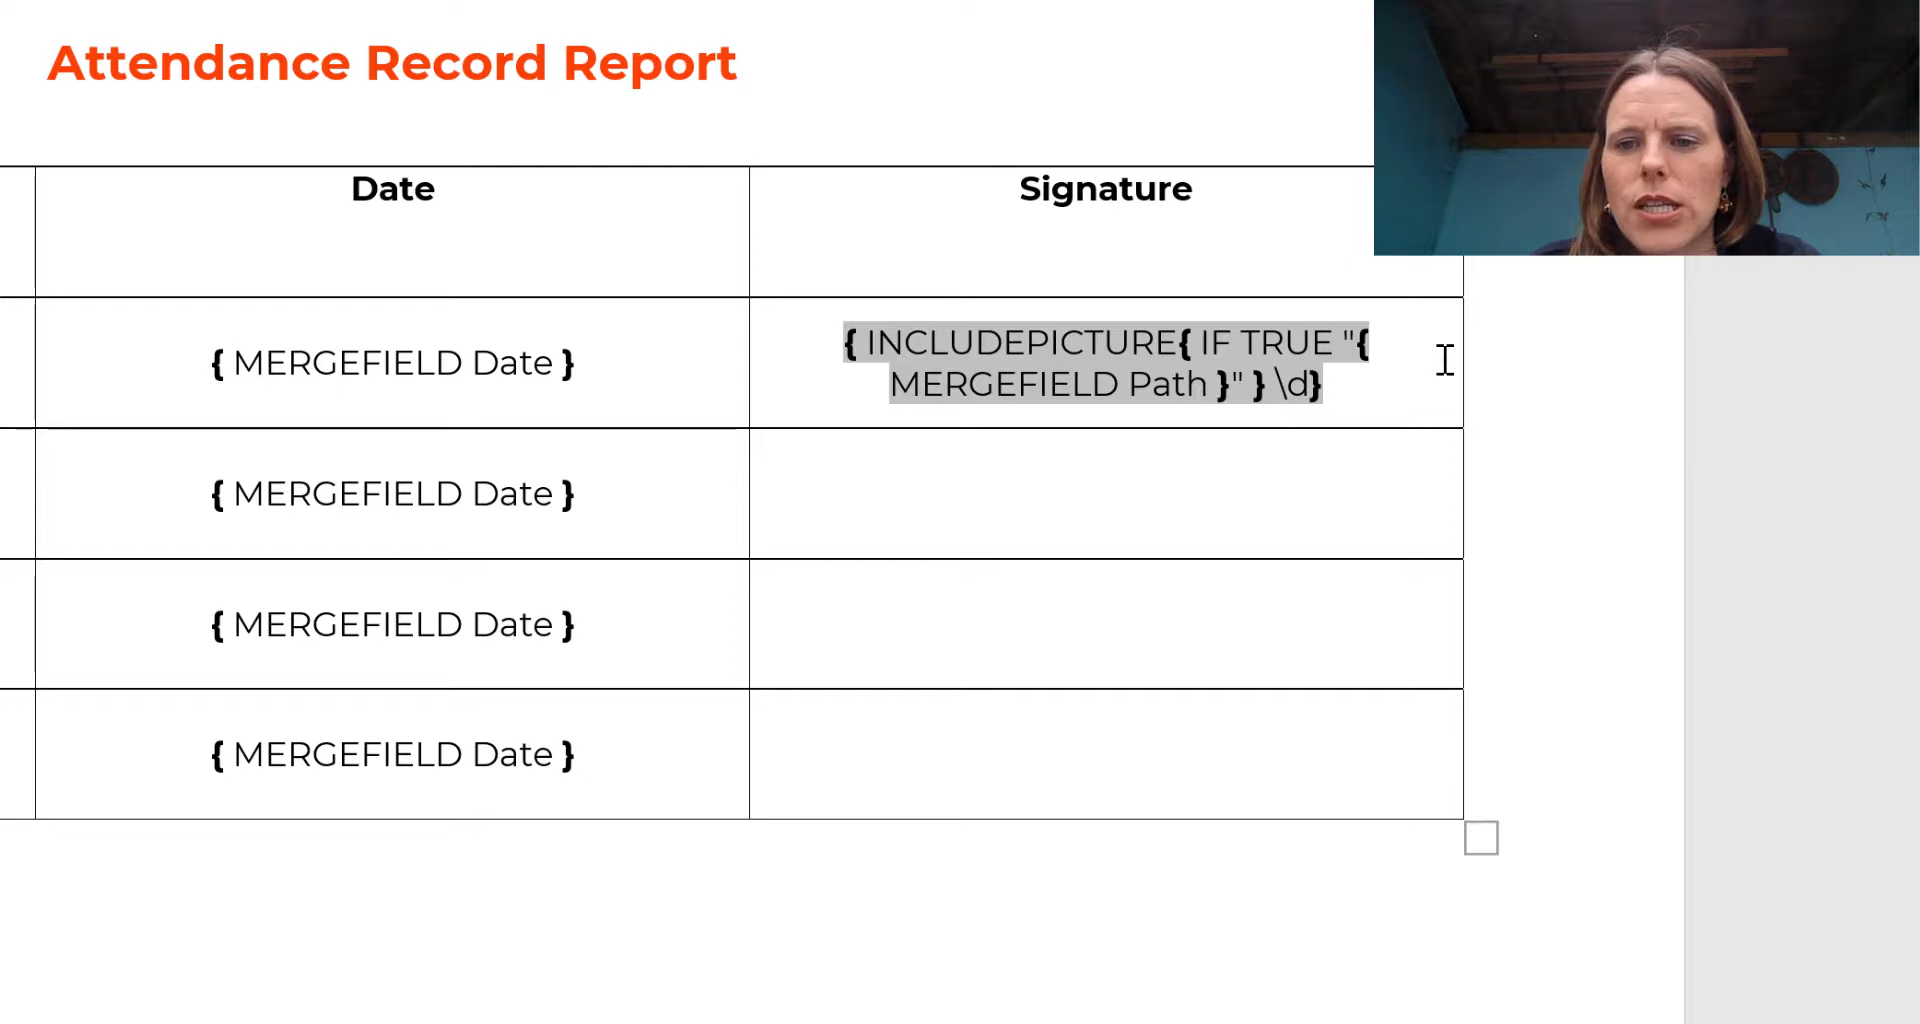 Attendance Record Report
Date
Signature
{ MERGEFIELD Date }
{ INCLUDEPICTURE{ IF TRUE "{
MERGEFIELD Path }" } \d}
{ MERGEFIELD Date }
{ MERGEFIELD Date }
{ MERGEFIELD Date }